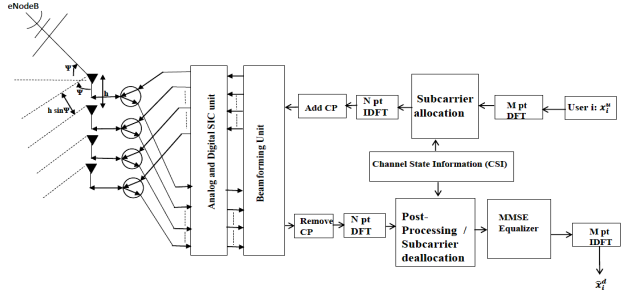 eNodeB
Ψ
Ψ
h
h sinΨ
Analog and Digital SIC unit
Beamforming Unit
Add CP
N pt
IDFT
Subcarrier
allocation
M pt
DFT
User i: x_i^u
Channel State Information (CSI)
Remove
CP
N pt
DFT
Post-
Processing /
Subcarrier
deallocation
MMSE
Equalizer
M pt
IDFT
x̂_i^d